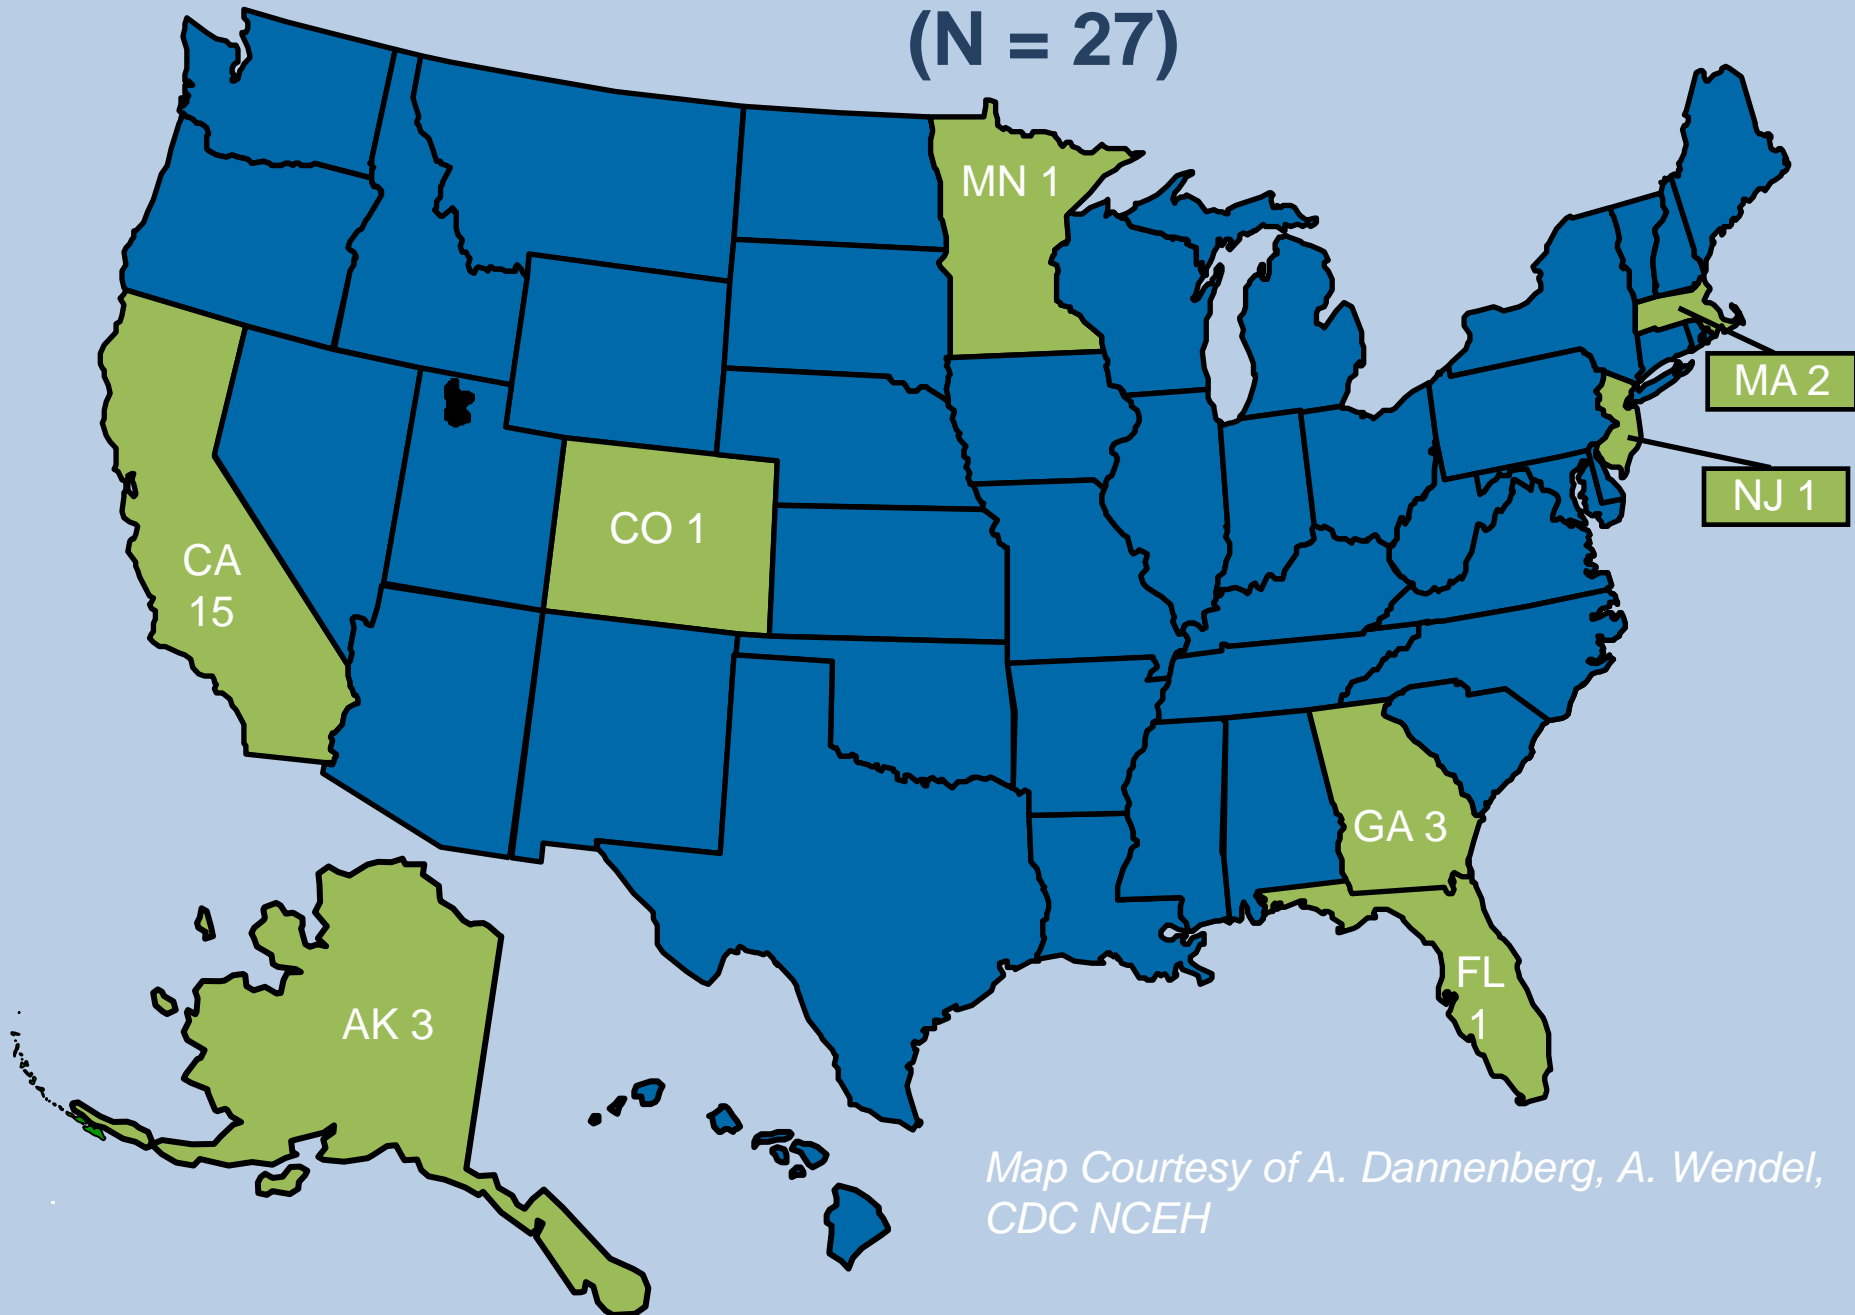 (N = 27)
MN 1
MA 2
NJ 1
CO 1
CA
15
GA 3
FL
1
AK 3
Map Courtesy of A. Dannenberg, A. Wendel,
CDC NCEH